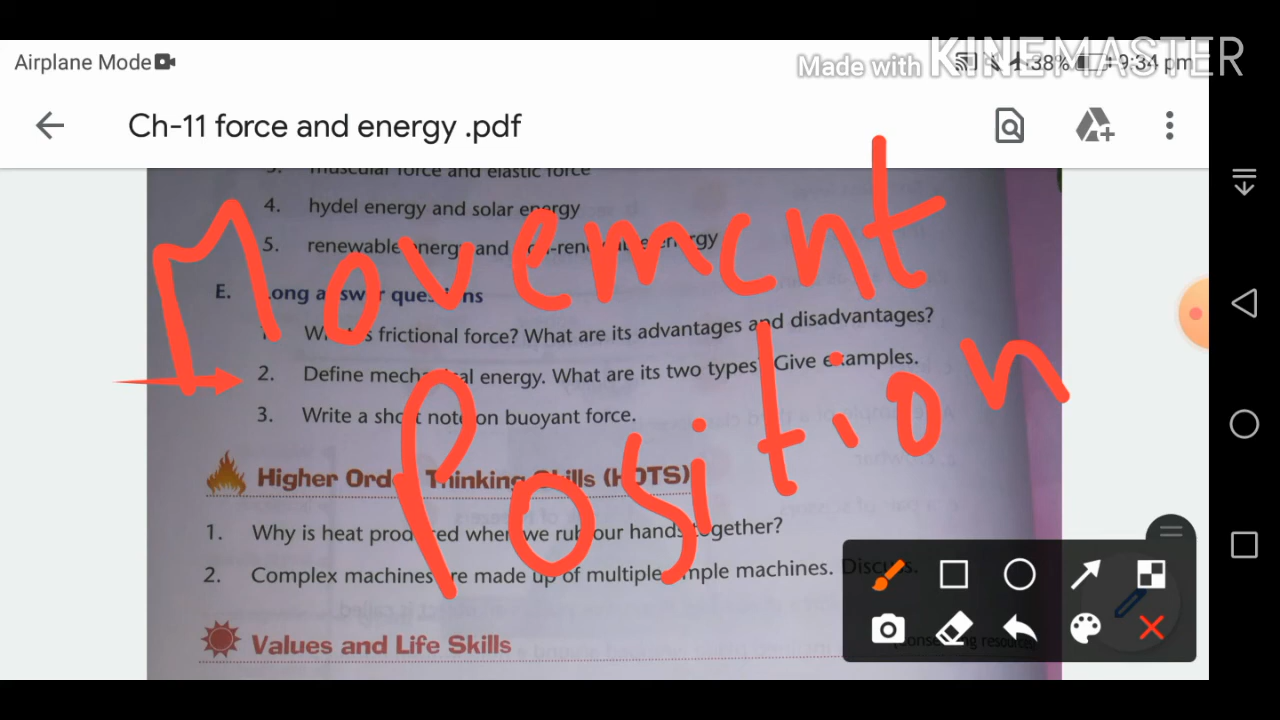 Airplane Mode 38% 9:34 pm
Made with KINEMASTER
Ch-11 force and energy .pdf
3. muscular force and elastic force
4. hydel energy and solar energy
5. renewable energy and non-renewable energy
E. Long answer questions
1. What is frictional force? What are its advantages and disadvantages?
2. Define mechanical energy. What are its two types? Give examples.
3. Write a short note on buoyant force.
Higher Order Thinking Skills (HOTS)
1. Why is heat produced when we rub our hands together?
2. Complex machines are made up of multiple simple machines. Discuss.
Values and Life Skills
Movement
Position